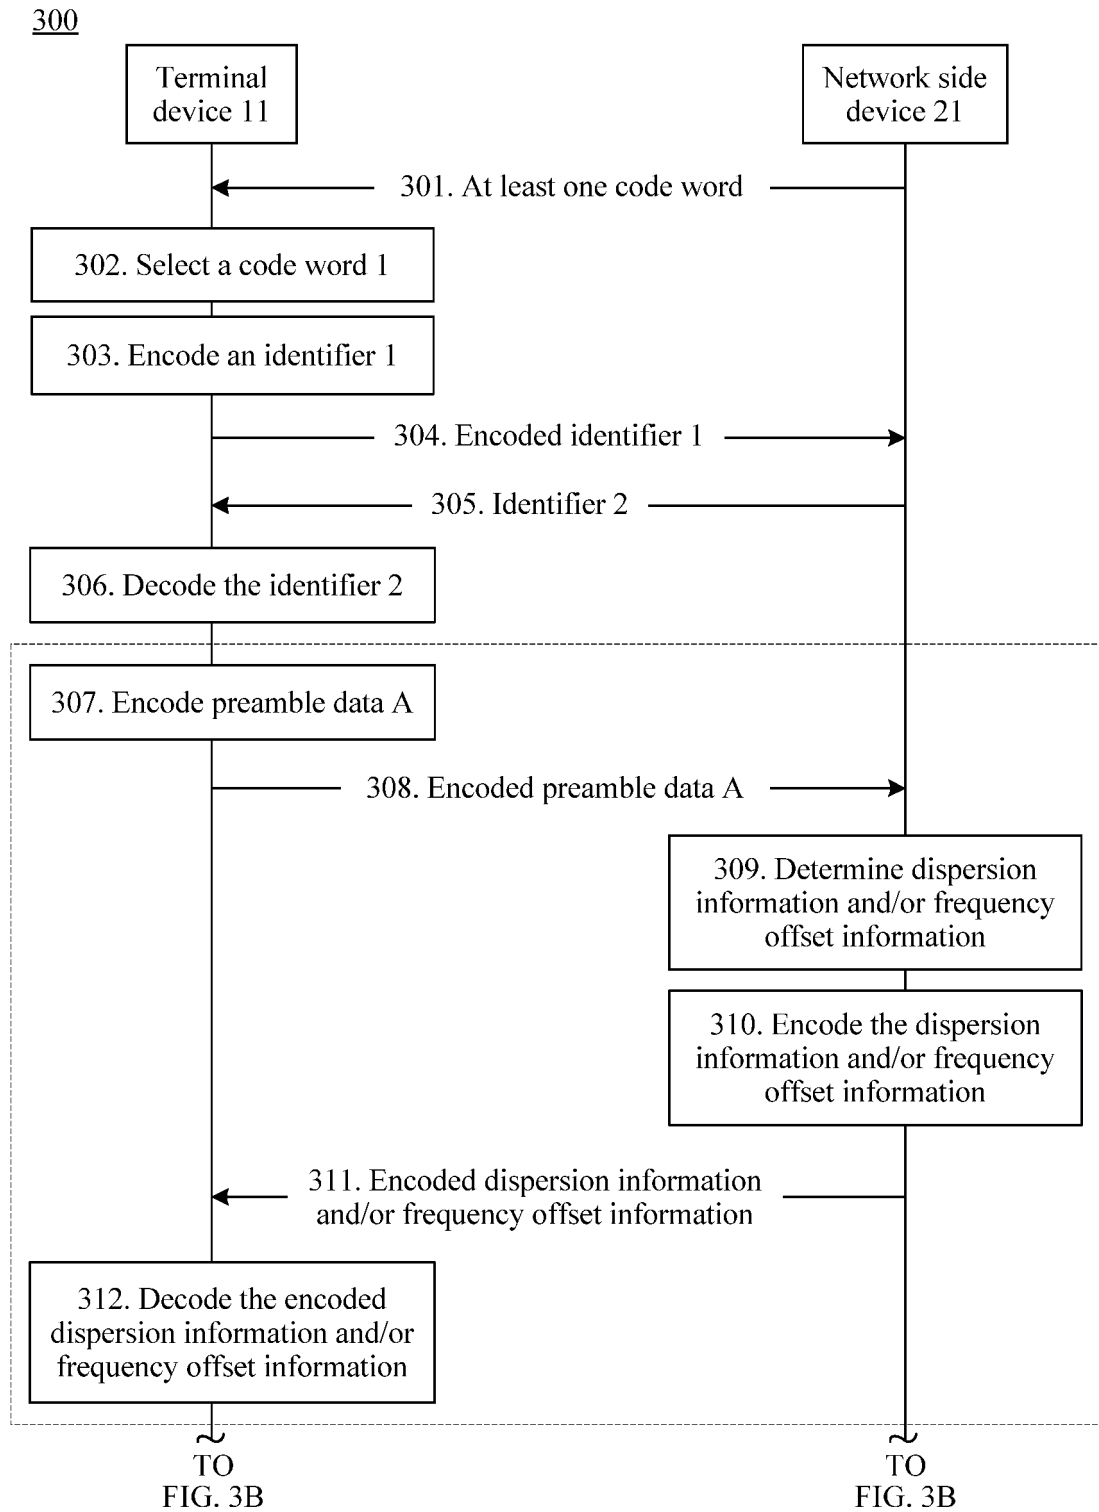 300
Terminal
device 11
Network side
device 21
301. At least one code word
302. Select a code word 1
303. Encode an identifier 1
304. Encoded identifier 1
305. Identifier 2
306. Decode the identifier 2
307. Encode preamble data A
308. Encoded preamble data A
309. Determine dispersion
information and/or frequency
offset information
310. Encode the dispersion
information and/or frequency
offset information
311. Encoded dispersion information
and/or frequency offset information
312. Decode the encoded
dispersion information and/or
frequency offset information
TO
FIG. 3B
TO
FIG. 3B